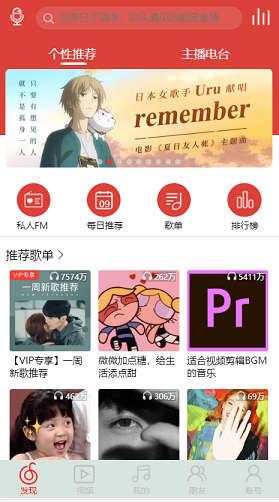 个性推荐
主播电台
只要有想见的人
就不是孤身一人
日本女歌手 Uru 献唱
remember
电影《夏目友人帐》主题曲
私人FM
09
每日推荐
歌单
排行榜
推荐歌单 >
VIP专享
7574万
262万
5411万
一周新歌推荐
Pr
【VIP专享】一周新歌推荐
微微加点糖，给生活添点甜
适合视频剪辑BGM的音乐
962万
306万
69万
发现
视频
我的
朋友
账号